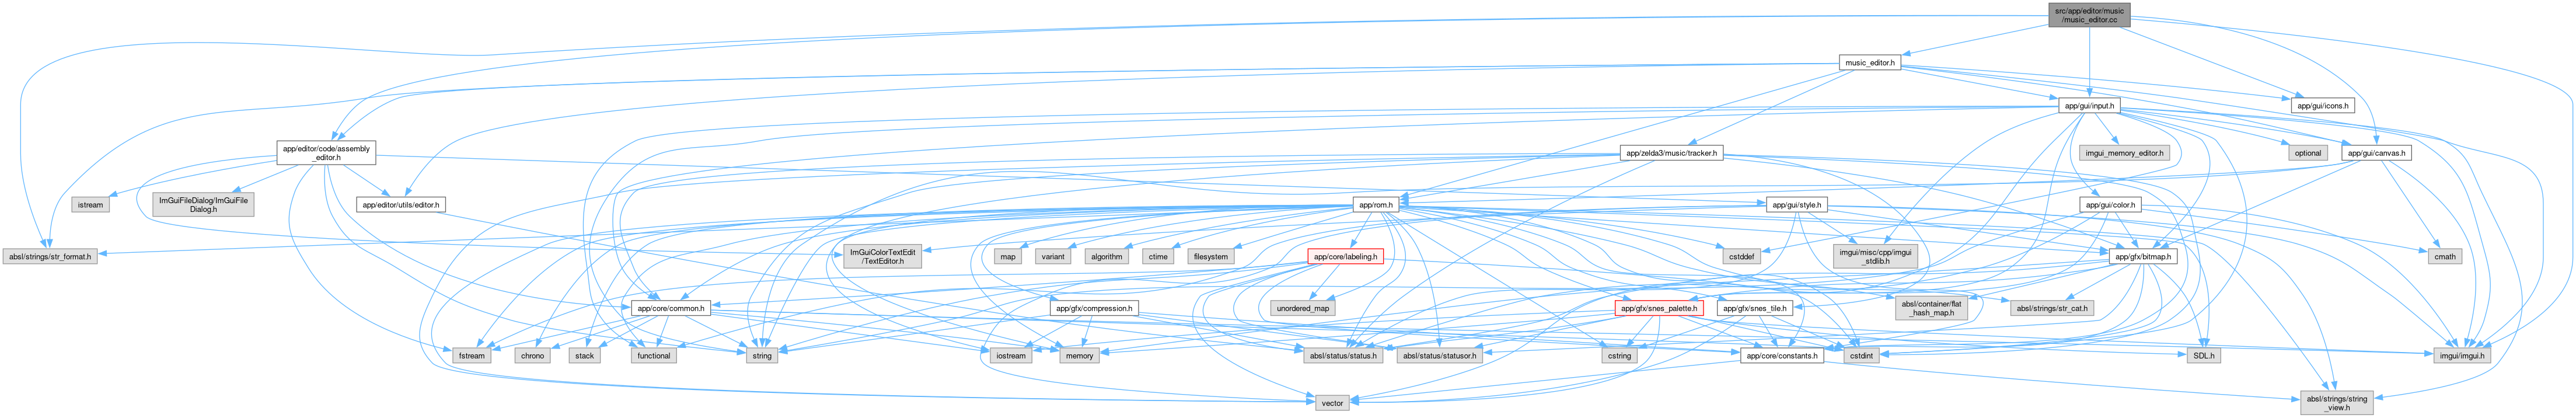 src/app/editor/music
/music_editor.cc
music_editor.h
app/gui/input.h
app/gui/icons.h
app/editor/code/assembly
_editor.h
app/zelda3/music/tracker.h
imgui_memory_editor.h
optional
app/gui/canvas.h
istream
ImGuiFileDialog/ImGuiFile
Dialog.h
app/editor/utils/editor.h
app/rom.h
app/gui/style.h
app/gui/color.h
absl/strings/str_format.h
ImGuiColorTextEdit
/TextEditor.h
map
variant
algorithm
ctime
filesystem
app/core/labeling.h
cstddef
imgui/misc/cpp/imgui
_stdlib.h
app/gfx/bitmap.h
cmath
app/core/common.h
app/gfx/compression.h
unordered_map
app/gfx/snes_palette.h
app/gfx/snes_tile.h
absl/container/flat
_hash_map.h
absl/strings/str_cat.h
fstream
chrono
stack
functional
string
iostream
memory
absl/status/status.h
absl/status/statusor.h
cstring
app/core/constants.h
cstdint
SDL.h
imgui/imgui.h
vector
absl/strings/string
_view.h